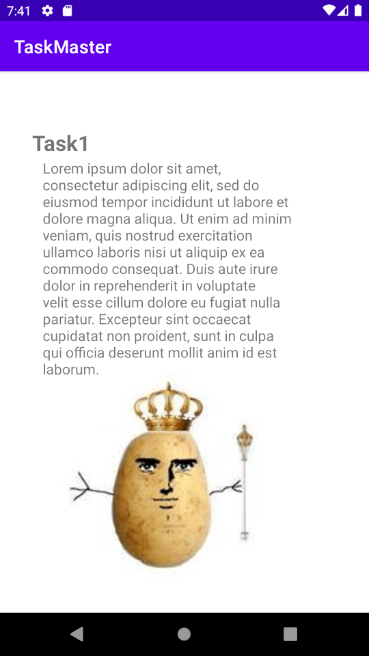 7:41
TaskMaster
Task1
Lorem ipsum dolor sit amet,
consectetur adipiscing elit, sed do
eiusmod tempor incididunt ut labore et
dolore magna aliqua. Ut enim ad minim
veniam, quis nostrud exercitation
ullamco laboris nisi ut aliquip ex ea
commodo consequat. Duis aute irure
dolor in reprehenderit in voluptate
velit esse cillum dolore eu fugiat nulla
pariatur. Excepteur sint occaecat
cupidatat non proident, sunt in culpa
qui officia deserunt mollit anim id est
laborum.